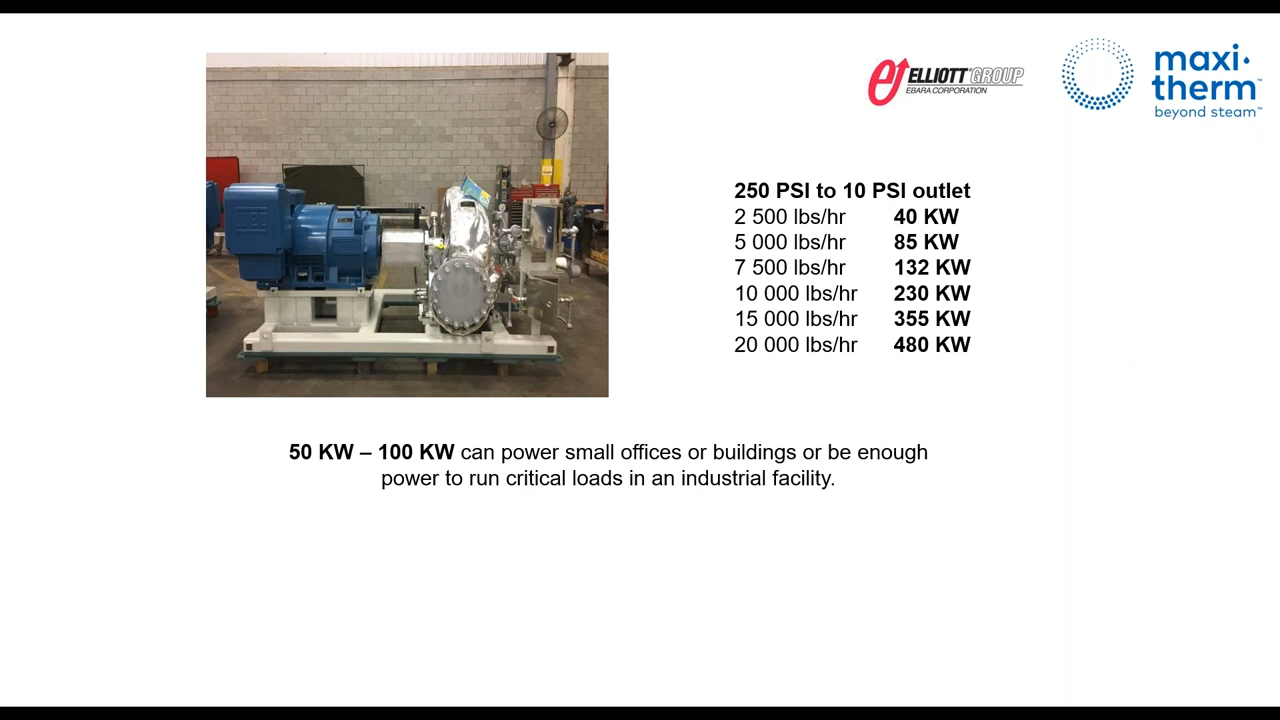 ELLIOTT GROUP
EBARA CORPORATION
maxi·
therm™
beyond steam™
250 PSI to 10 PSI outlet
2 500 lbs/hr 40 KW
5 000 lbs/hr 85 KW
7 500 lbs/hr 132 KW
10 000 lbs/hr 230 KW
15 000 lbs/hr 355 KW
20 000 lbs/hr 480 KW
50 KW – 100 KW can power small offices or buildings or be enough
power to run critical loads in an industrial facility.